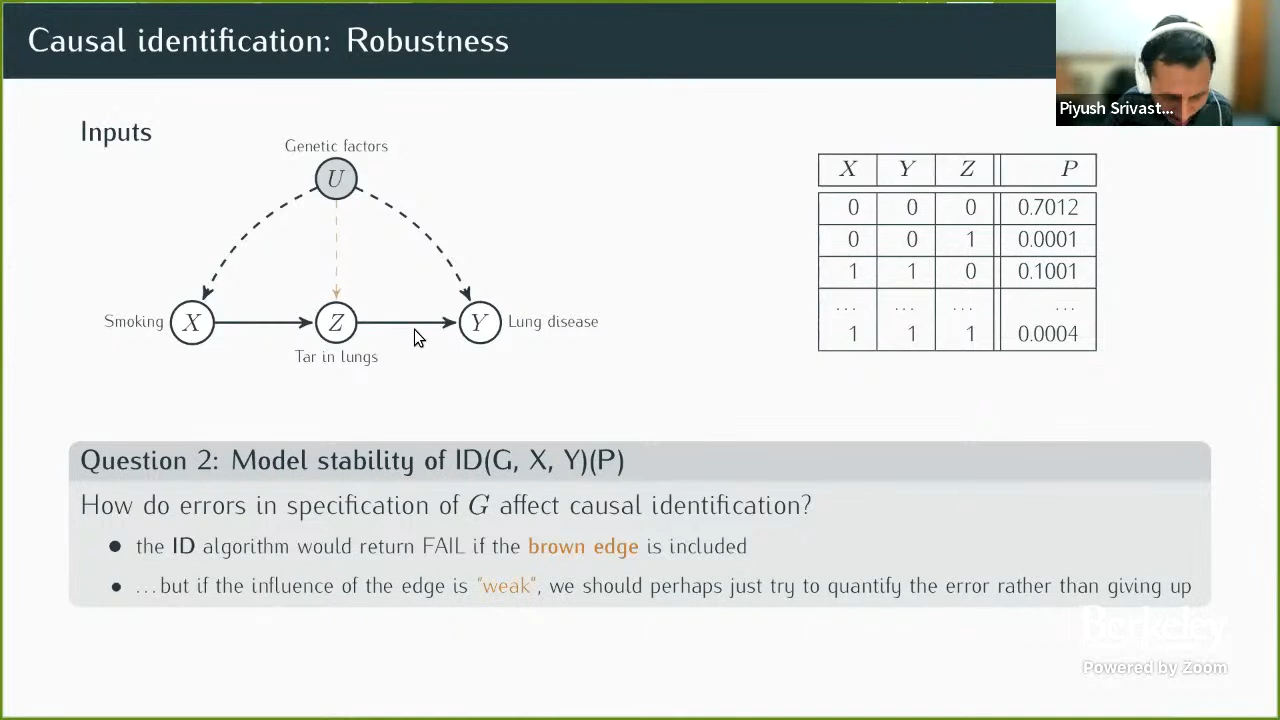 Causal identification: Robustness
Piyush Srivast...
Inputs
Genetic factors
U
Smoking X Z Y Lung disease
Tar in lungs
X Y Z P
0 0 0 0.7012
0 0 1 0.0001
1 1 0 0.1001
... ... ... ...
1 1 1 0.0004
Question 2: Model stability of ID(G, X, Y)(P)
How do errors in specification of G affect causal identification?
● the ID algorithm would return FAIL if the brown edge is included
● ...but if the influence of the edge is "weak", we should perhaps just try to quantify the error rather than giving up
Berkeley
Powered by Zoom